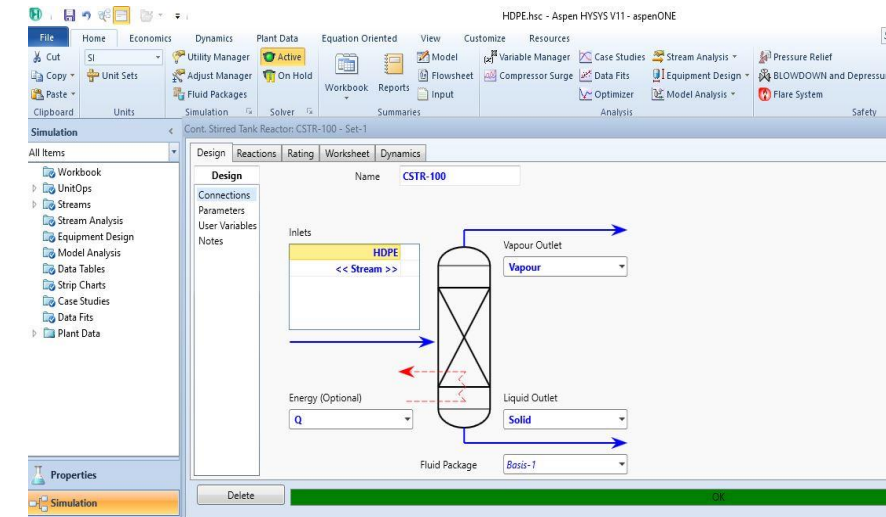 HDPE.hsc - Aspen HYSYS V11 - aspenONE
File Home Economics Dynamics Plant Data Equation Oriented View Customize Resources
Cut SI Utility Manager Active Model Variable Manager Case Studies Stream Analysis Pressure Relief
Copy Unit Sets Adjust Manager On Hold Workbook Reports Flowsheet Compressor Surge Data Fits Equipment Design BLOWDOWN and Depressu
Paste Fluid Packages Input Optimizer Model Analysis Flare System
Clipboard Units Simulation Solver Summaries Analysis Safety
Simulation < Cont. Stirred Tank Reactor: CSTR-100 - Set-1
All Items Design Reactions Rating Worksheet Dynamics
Workbook Design Name CSTR-100
UnitOps Connections
Streams Parameters
Stream Analysis User Variables
Equipment Design Notes Inlets Vapour Outlet
Model Analysis HDPE Vapour
Data Tables << Stream >>
Strip Charts
Case Studies
Data Fits
Plant Data
Energy (Optional) Liquid Outlet
Q Solid
Properties Fluid Package Basis-1
Simulation Delete OK